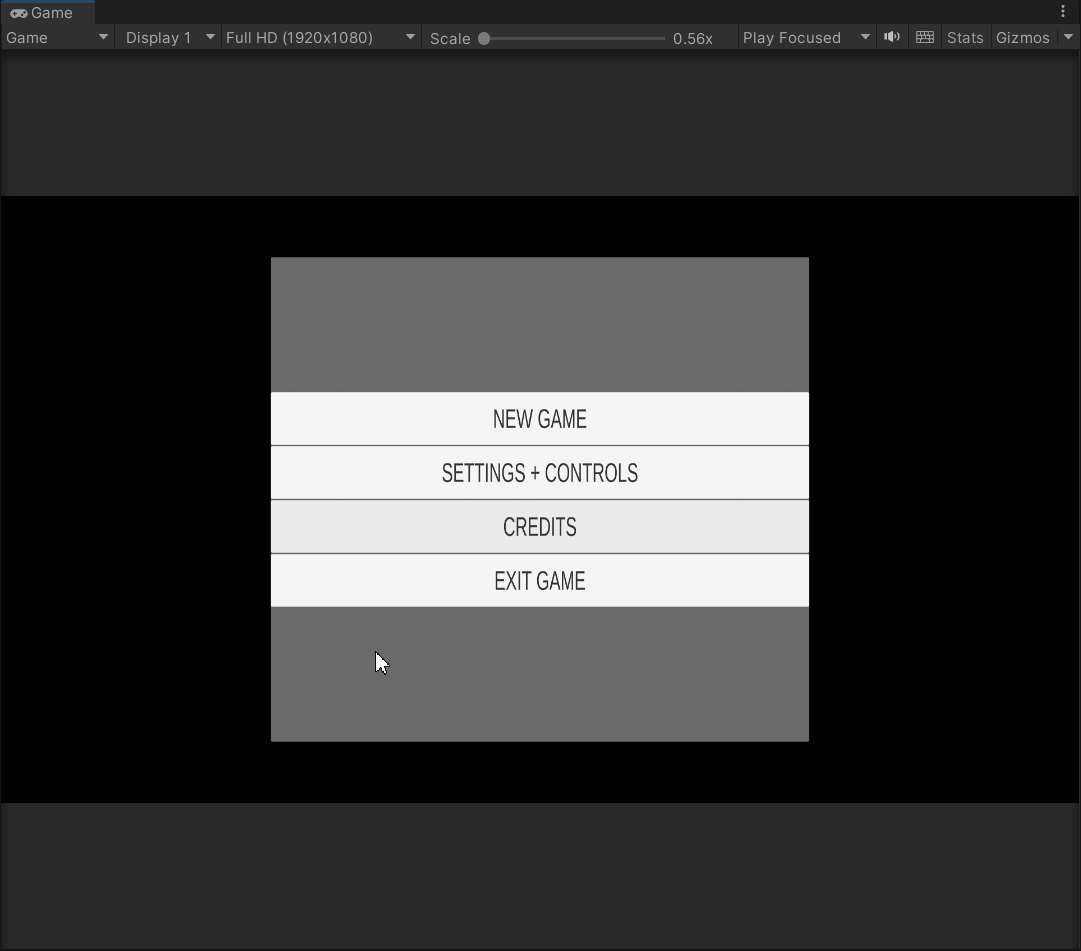 Game
Game Display 1 Full HD (1920x1080) Scale 0.56x Play Focused Stats Gizmos
NEW GAME
SETTINGS + CONTROLS
CREDITS
EXIT GAME